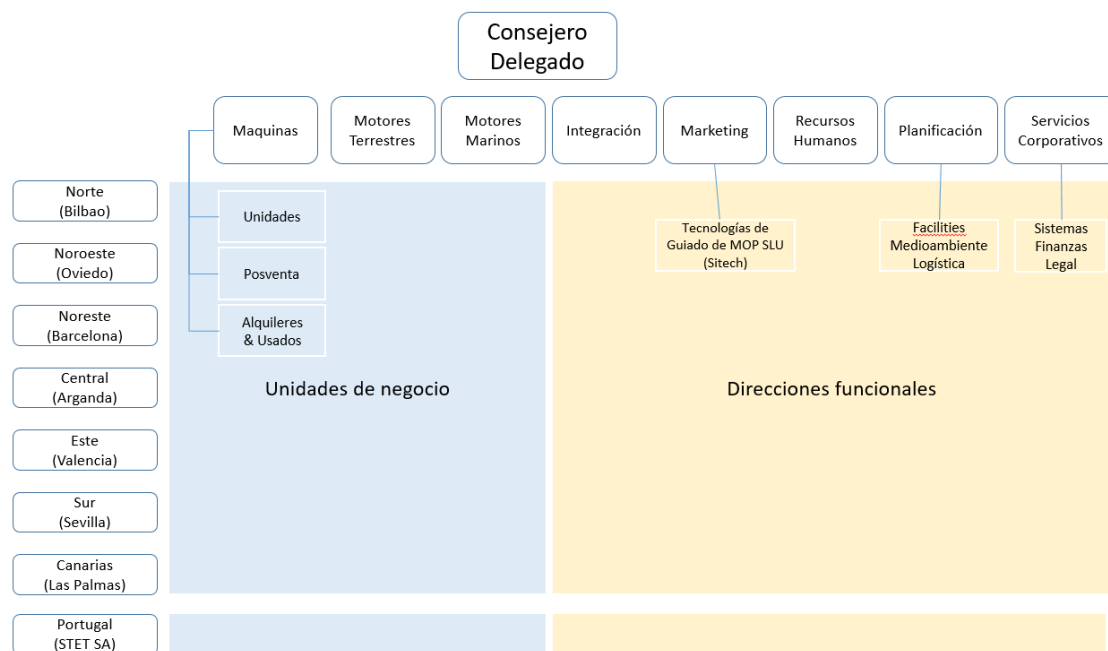 Consejero
Delegado
Maquinas
Motores
Terrestres
Motores
Marinos
Integración
Marketing
Recursos
Humanos
Planificación
Servicios
Corporativos
Norte
(Bilbao)
Noroeste
(Oviedo)
Noreste
(Barcelona)
Central
(Arganda)
Este
(Valencia)
Sur
(Sevilla)
Canarias
(Las Palmas)
Portugal
(STET SA)
Unidades
Posventa
Alquileres
& Usados
Unidades de negocio
Tecnologías de
Guiado de MOP SLU
(Sitech)
Facilities
Medioambiente
Logística
Sistemas
Finanzas
Legal
Direcciones funcionales